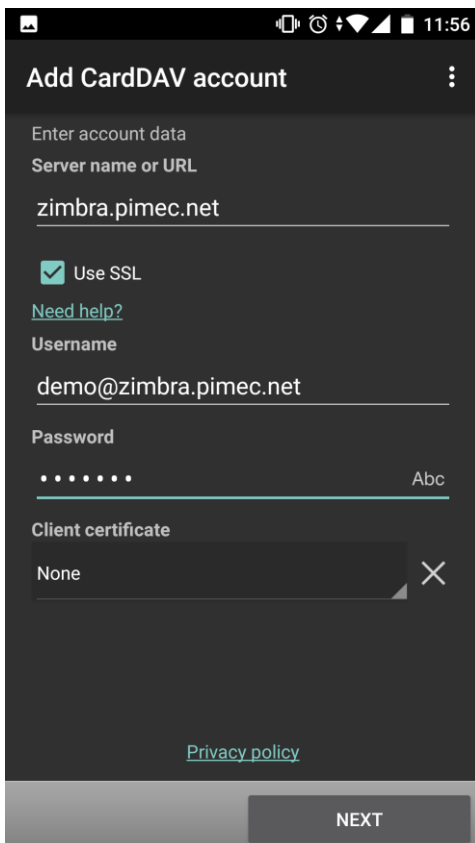 11:56
Add CardDAV account
Enter account data
Server name or URL
zimbra.pimec.net
Use SSL
Need help?
Username
demo@zimbra.pimec.net
Password
••••••• Abc
Client certificate
None
Privacy policy
NEXT